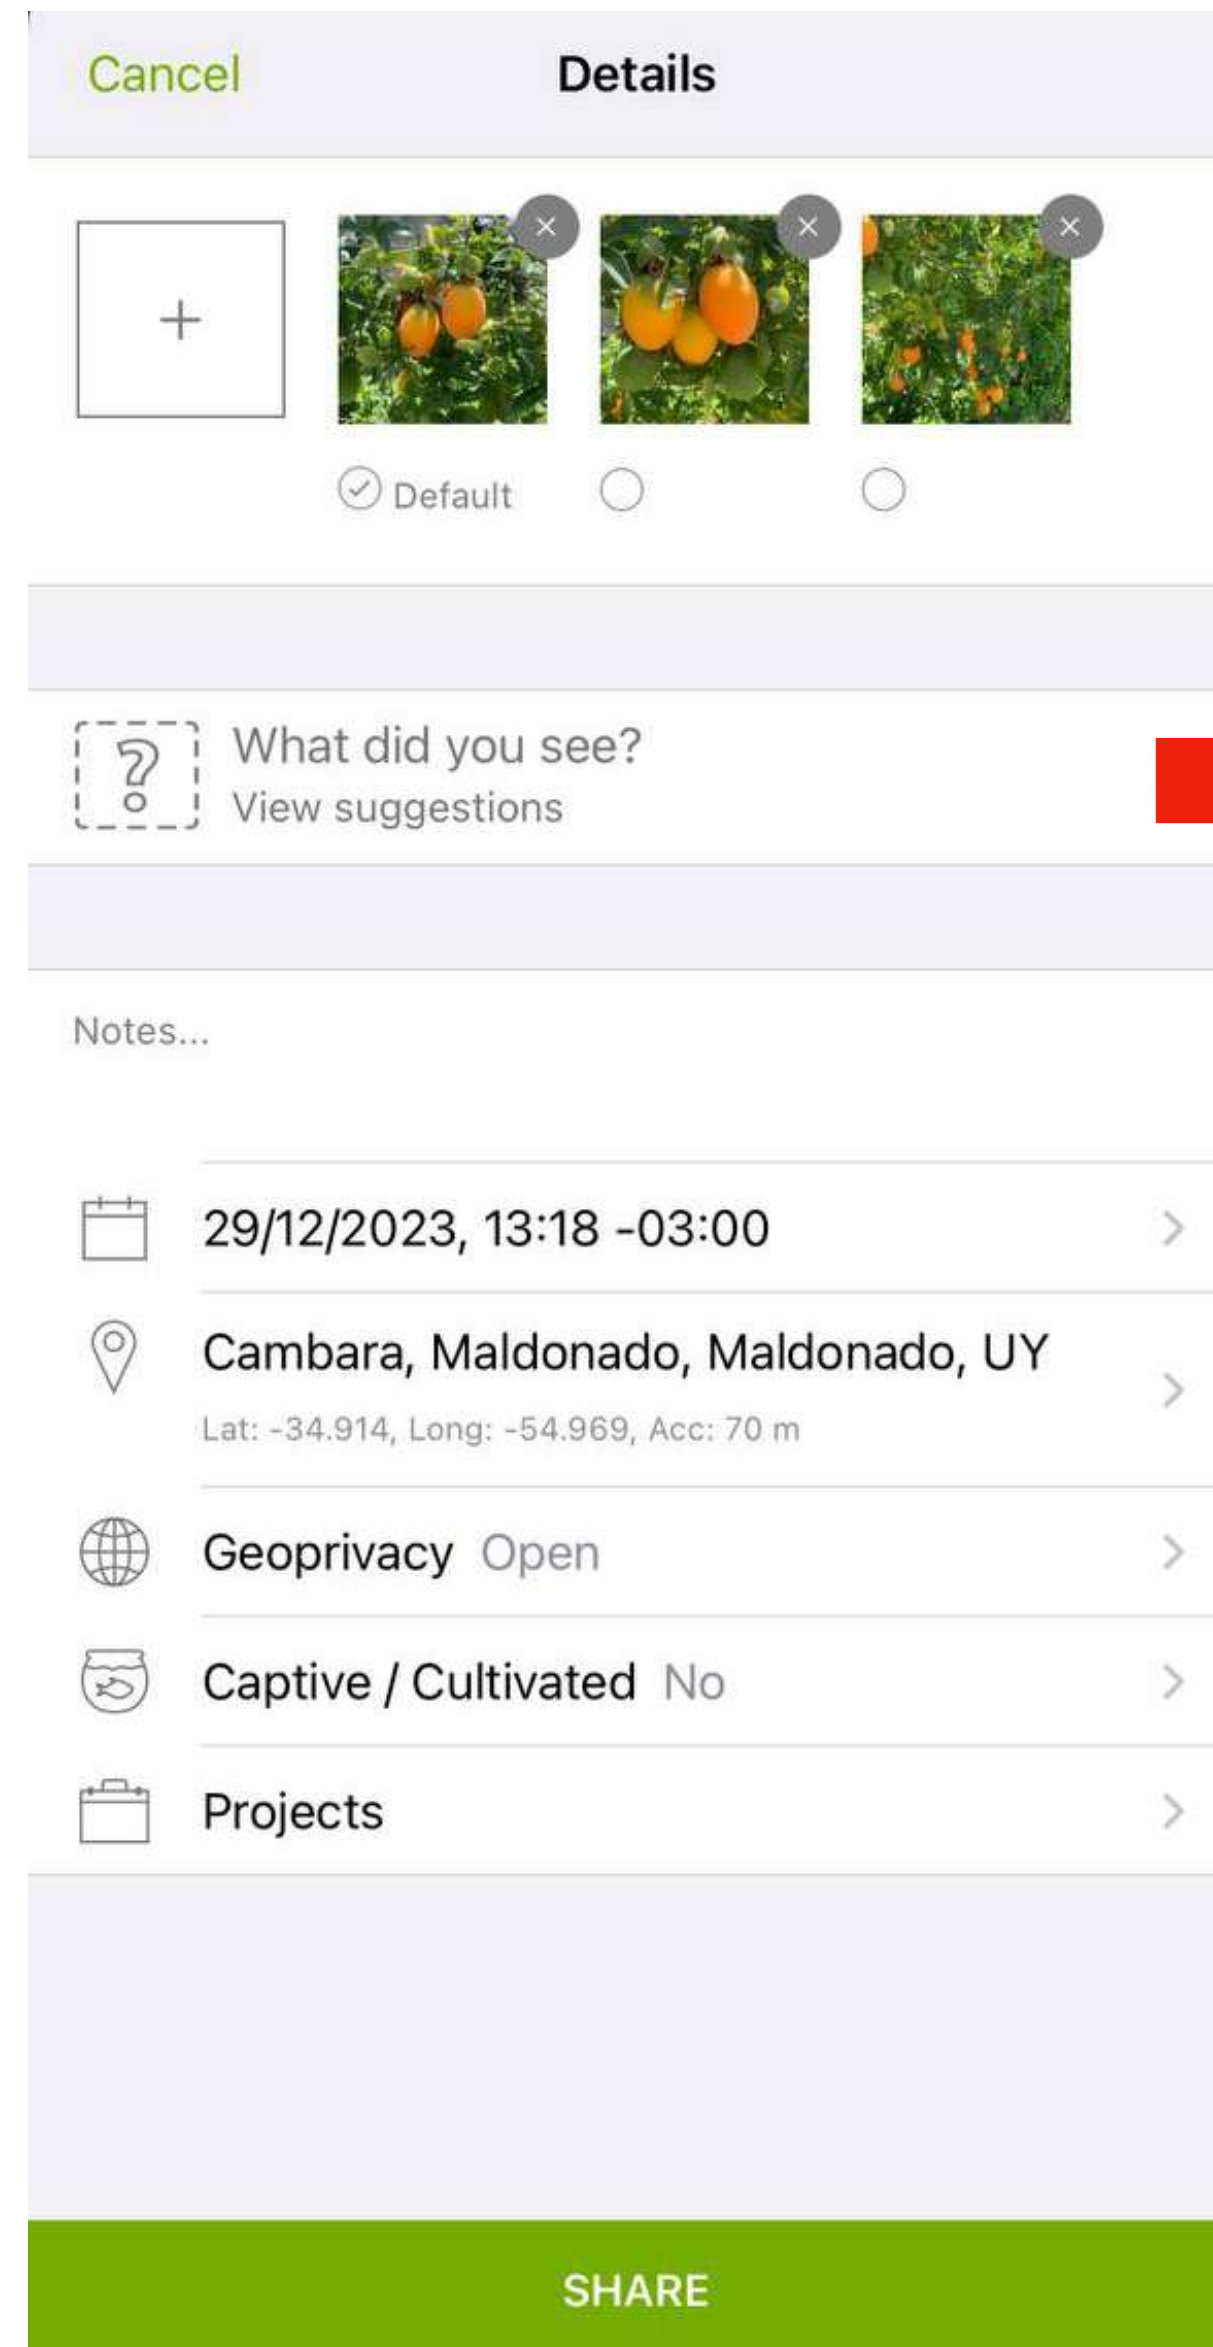 Cancel
Details
Default
What did you see?
View suggestions
Notes...
29/12/2023, 13:18 -03:00
Cambara, Maldonado, Maldonado, UY
Lat: -34.914, Long: -54.969, Acc: 70 m
Geoprivacy Open
Captive / Cultivated No
Projects
SHARE